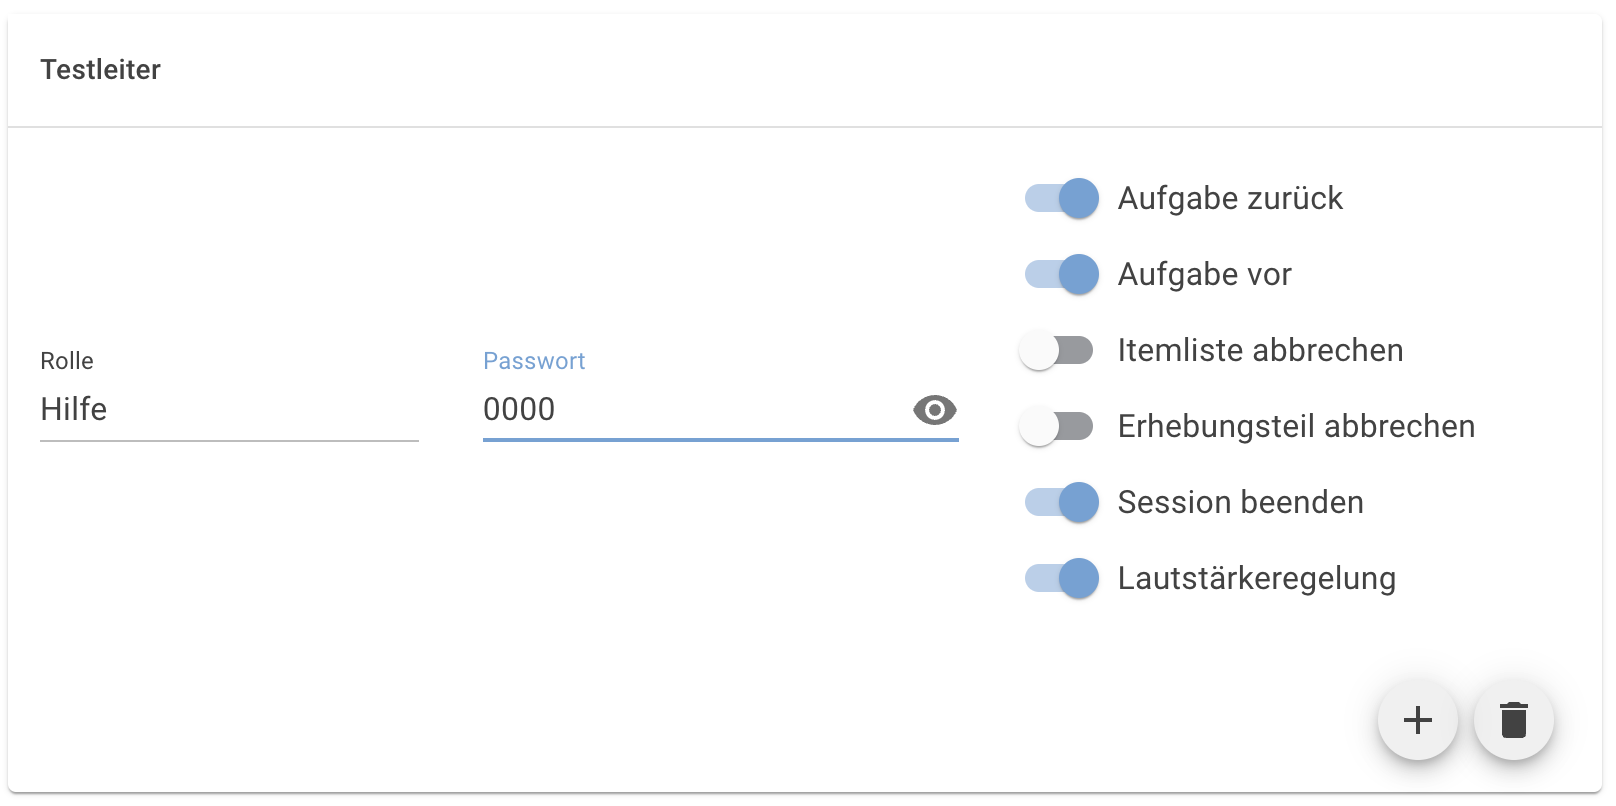 Testleiter
Rolle
Hilfe
Passwort
0000
Aufgabe zurück
Aufgabe vor
Itemliste abbrechen
Erhebungsteil abbrechen
Session beenden
Lautstärkeregelung